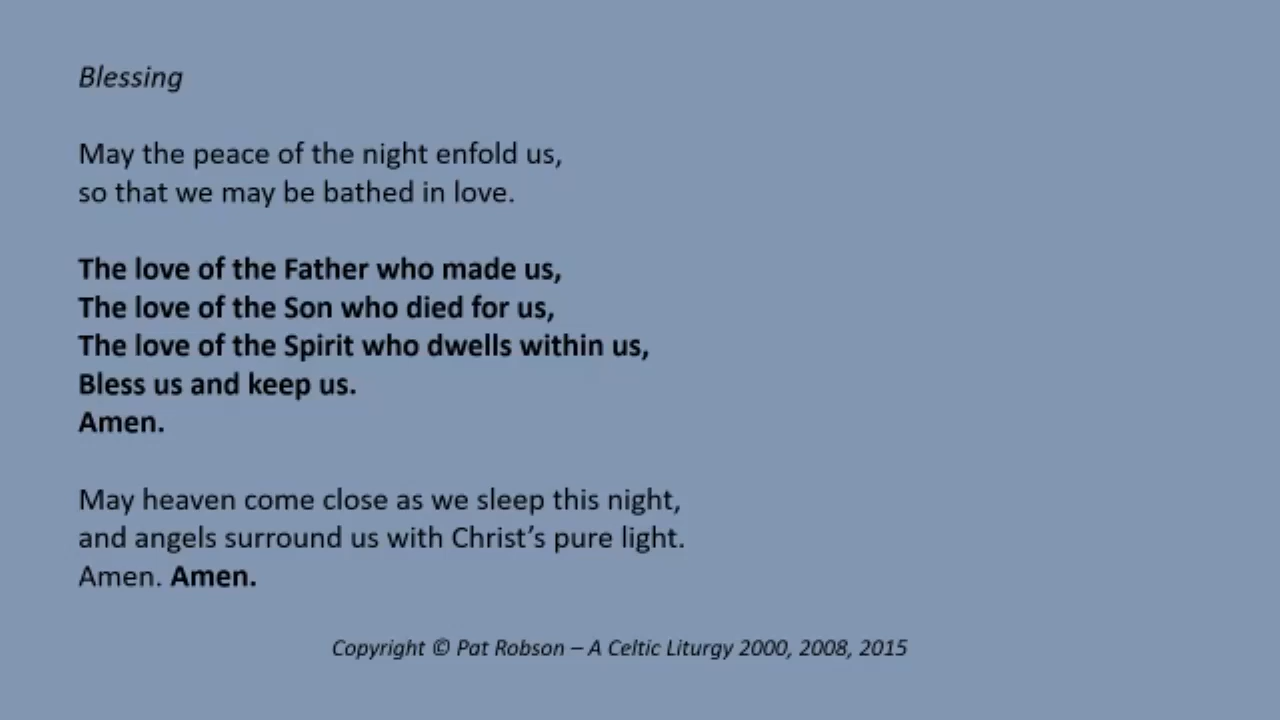 Blessing
May the peace of the night enfold us,
so that we may be bathed in love.
The love of the Father who made us,
The love of the Son who died for us,
The love of the Spirit who dwells within us,
Bless us and keep us.
Amen.
May heaven come close as we sleep this night,
and angels surround us with Christ’s pure light.
Amen. Amen.
Copyright © Pat Robson – A Celtic Liturgy 2000, 2008, 2015